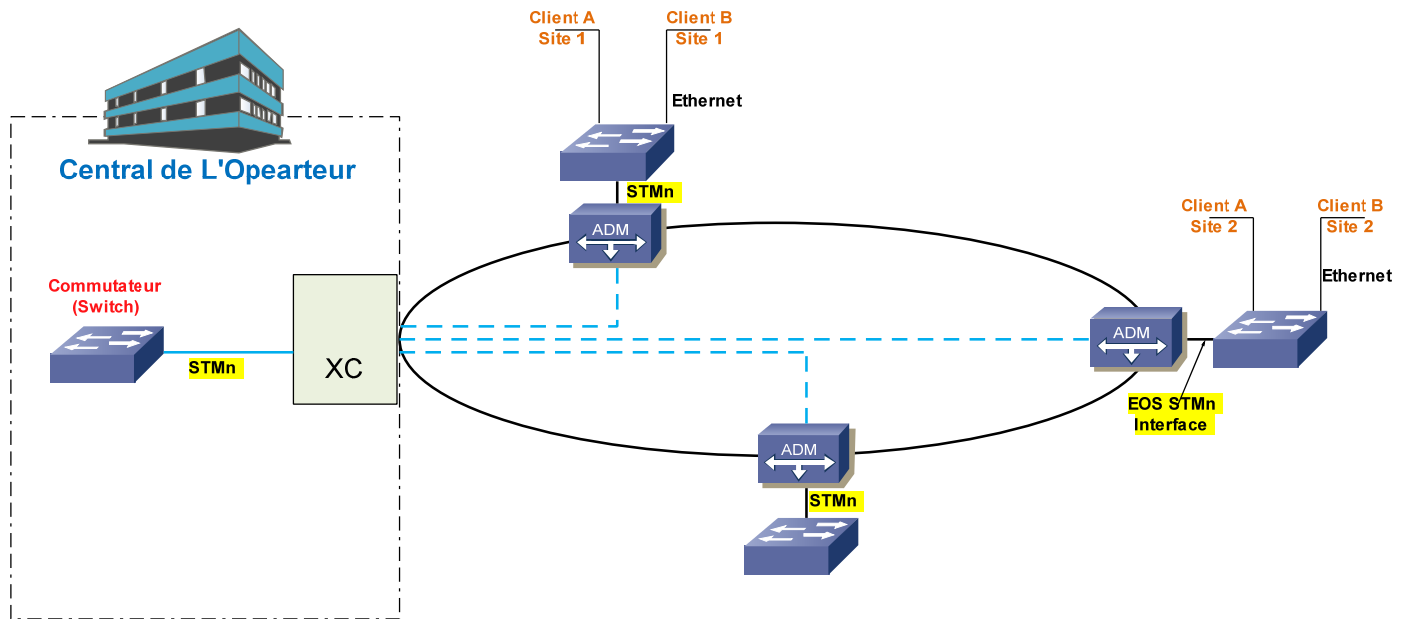 Client A
Site 1
Client B
Site 1
Ethernet
Central de L'Opearteur
STMn
ADM
Client A
Site 2
Client B
Site 2
Ethernet
Commutateur
(Switch)
STMn
XC
ADM
EOS STMn
Interface
ADM
STMn